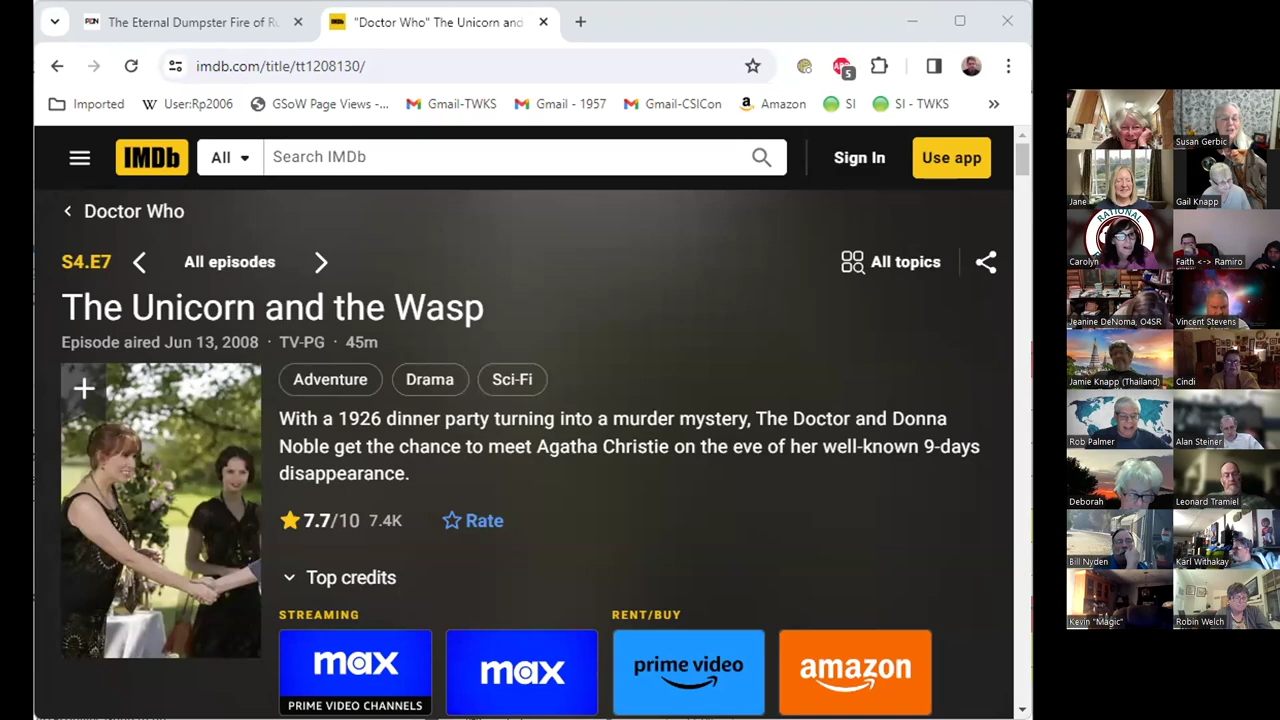 The Eternal Dumpster Fire of Ru
"Doctor Who" The Unicorn and
imdb.com/title/tt1208130/
5
Imported
User:Rp2006
GSoW Page Views -...
Gmail-TWKS
Gmail - 1957
Gmail-CSICon
Amazon
SI
SI - TWKS
IMDb
All
Search IMDb
Sign In
Use app
Doctor Who
S4.E7
All episodes
All topics
The Unicorn and the Wasp
Episode aired Jun 13, 2008 · TV-PG · 45m
Adventure
Drama
Sci-Fi
With a 1926 dinner party turning into a murder mystery, The Doctor and Donna
Noble get the chance to meet Agatha Christie on the eve of her well-known 9-days
disappearance.
7.7/10 7.4K
Rate
Top credits
STREAMING
RENT/BUY
max
PRIME VIDEO CHANNELS
max
prime video
amazon
Susan Gerbic
Jane
Gail Knapp
RATIONAL
Carolyn
Faith <-> Ramiro
Jeanine DeNoma, O4SR
Vincent Stevens
Jamie Knapp (Thailand)
Cindi
Rob Palmer
Alan Steiner
Deborah
Leonard Tramiel
Bill Nyden
Karl Withakay
Kevin "Magic"
Robin Welch